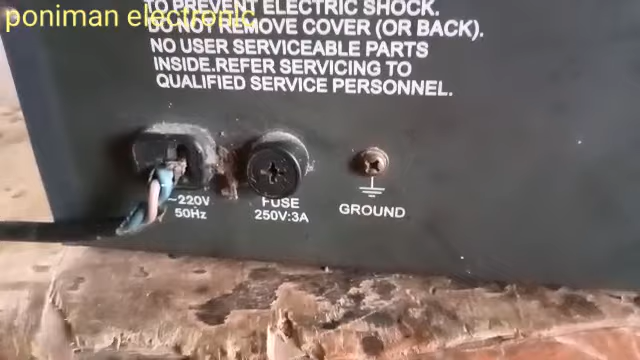 TO PREVENT ELECTRIC SHOCK.
poniman electronic
DO NOT REMOVE COVER (OR BACK).
NO USER SERVICEABLE PARTS
INSIDE.REFER SERVICING TO
QUALIFIED SERVICE PERSONNEL.
~220V
50Hz
FUSE
250V:3A
GROUND